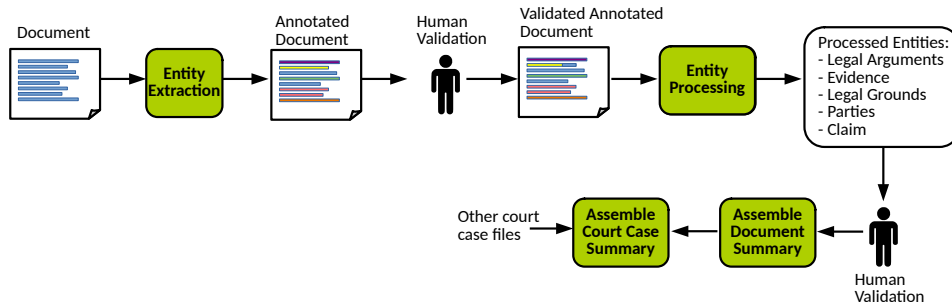 Document
Entity
Extraction
Annotated
Document
Human
Validation
Validated Annotated
Document
Entity
Processing
Processed Entities:
- Legal Arguments
- Evidence
- Legal Grounds
- Parties
- Claim
Other court
case files
Assemble
Court Case
Summary
Assemble
Document
Summary
Human
Validation